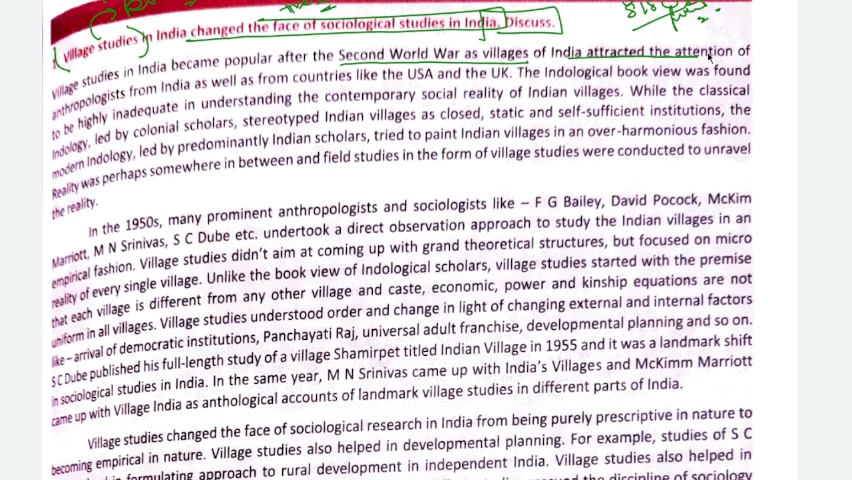 Village studies in India changed the face of sociological studies in India. Discuss.
Village studies in India became popular after the Second World War as villages of India attracted the attention of
anthropologists from India as well as from countries like the USA and the UK. The Indological book view was found
to be highly inadequate in understanding the contemporary social reality of Indian villages. While the classical
Indology, led by colonial scholars, stereotyped Indian villages as closed, static and self-sufficient institutions, the
modern Indology, led by predominantly Indian scholars, tried to paint Indian villages in an over-harmonious fashion.
Reality was perhaps somewhere in between and field studies in the form of village studies were conducted to unravel
the reality.
In the 1950s, many prominent anthropologists and sociologists like – F G Bailey, David Pocock, McKim
Marriott, M N Srinivas, S C Dube etc. undertook a direct observation approach to study the Indian villages in an
empirical fashion. Village studies didn't aim at coming up with grand theoretical structures, but focused on micro
reality of every single village. Unlike the book view of Indological scholars, village studies started with the premise
that each village is different from any other village and caste, economic, power and kinship equations are not
uniform in all villages. Village studies understood order and change in light of changing external and internal factors
like – arrival of democratic institutions, Panchayati Raj, universal adult franchise, developmental planning and so on.
S C Dube published his full-length study of a village Shamirpet titled Indian Village in 1955 and it was a landmark shift
in sociological studies in India. In the same year, M N Srinivas came up with India's Villages and McKimm Marriott
came up with Village India as anthological accounts of landmark village studies in different parts of India.
Village studies changed the face of sociological research in India from being purely prescriptive in nature to
becoming empirical in nature. Village studies also helped in developmental planning. For example, studies of S C
in formulating approach to rural development in independent India. Village studies also helped in
the discipline of sociology